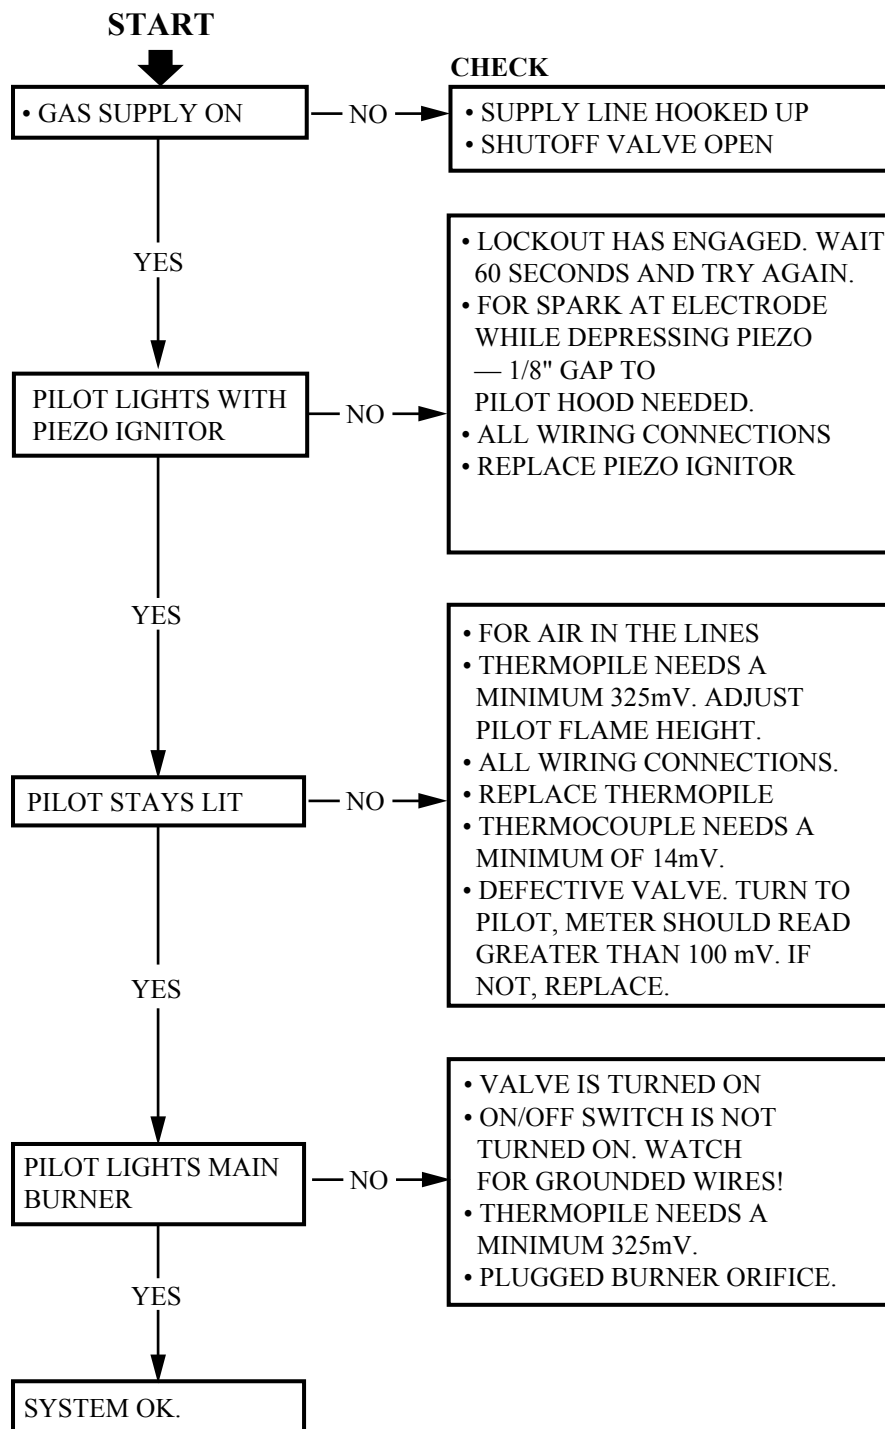 START
• GAS SUPPLY ON
NO
CHECK
• SUPPLY LINE HOOKED UP
• SHUTOFF VALVE OPEN
YES
PILOT LIGHTS WITH
PIEZO IGNITOR
NO
• LOCKOUT HAS ENGAGED. WAIT
60 SECONDS AND TRY AGAIN.
• FOR SPARK AT ELECTRODE
WHILE DEPRESSING PIEZO
— 1/8" GAP TO
PILOT HOOD NEEDED.
• ALL WIRING CONNECTIONS
• REPLACE PIEZO IGNITOR
YES
PILOT STAYS LIT
NO
• FOR AIR IN THE LINES
• THERMOPILE NEEDS A
MINIMUM 325mV. ADJUST
PILOT FLAME HEIGHT.
• ALL WIRING CONNECTIONS.
• REPLACE THERMOPILE
• THERMOCOUPLE NEEDS A
MINIMUM OF 14mV.
• DEFECTIVE VALVE. TURN TO
PILOT, METER SHOULD READ
GREATER THAN 100 mV. IF
NOT, REPLACE.
YES
PILOT LIGHTS MAIN
BURNER
NO
• VALVE IS TURNED ON
• ON/OFF SWITCH IS NOT
TURNED ON. WATCH
FOR GROUNDED WIRES!
• THERMOPILE NEEDS A
MINIMUM 325mV.
• PLUGGED BURNER ORIFICE.
YES
SYSTEM OK.